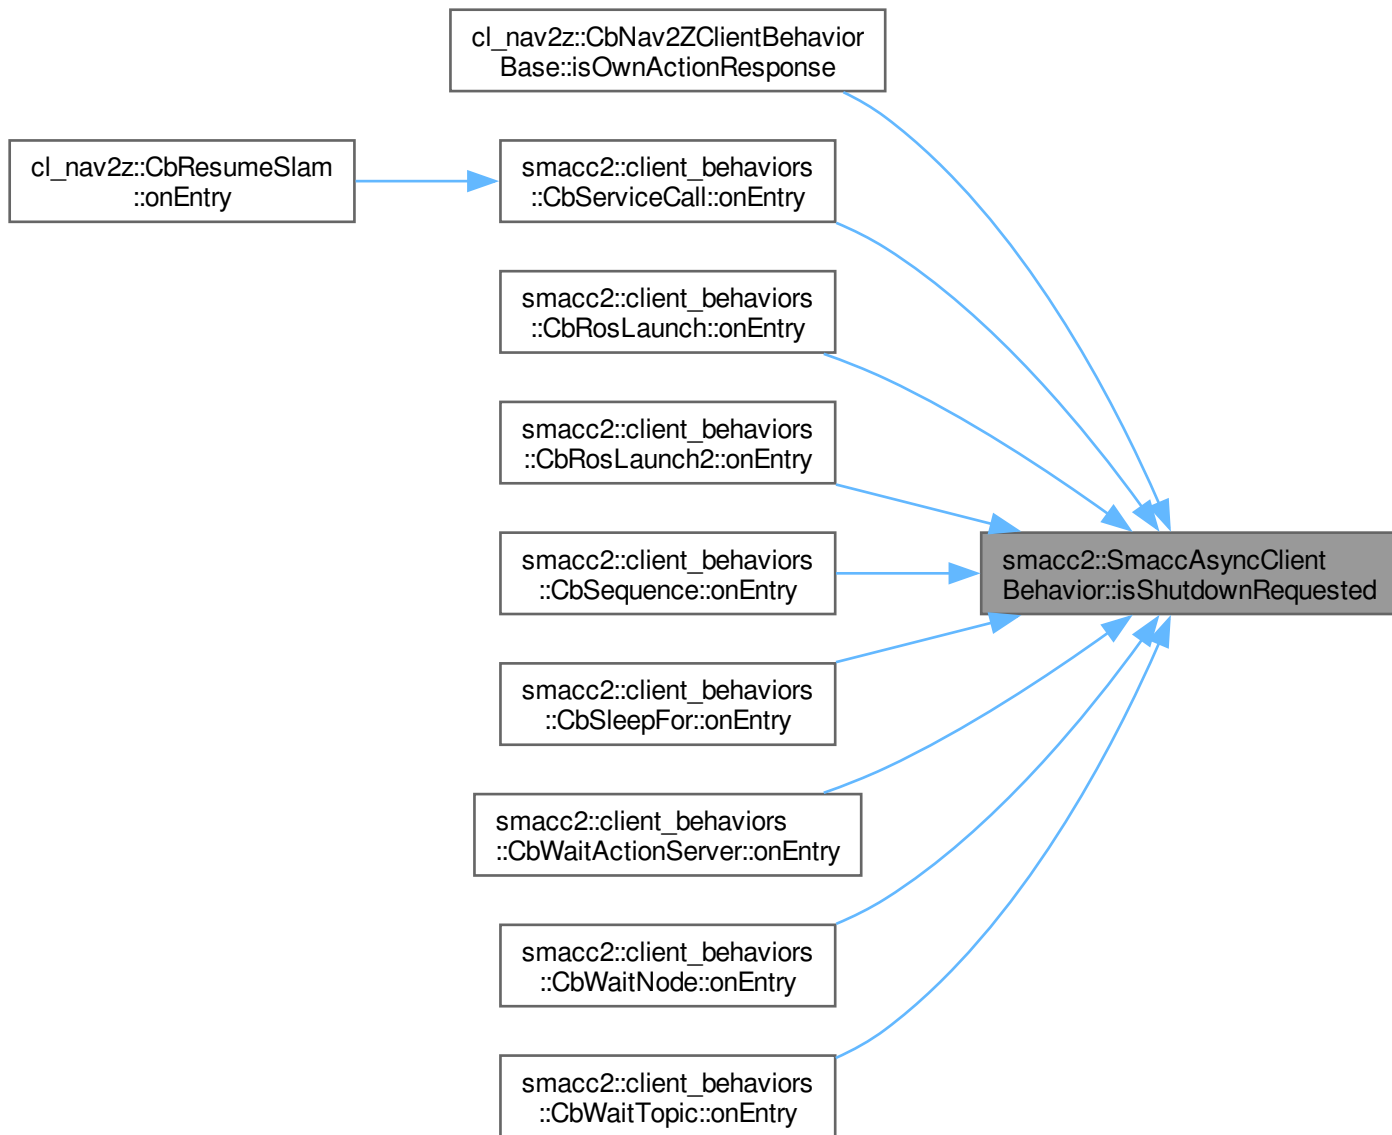 cl_nav2z::CbNav2ZClientBehavior
Base::isOwnActionResponse
cl_nav2z::CbResumeSlam
::onEntry
smacc2::client_behaviors
::CbServiceCall::onEntry
smacc2::client_behaviors
::CbRosLaunch::onEntry
smacc2::client_behaviors
::CbRosLaunch2::onEntry
smacc2::client_behaviors
::CbSequence::onEntry
smacc2::SmaccAsyncClient
Behavior::isShutdownRequested
smacc2::client_behaviors
::CbSleepFor::onEntry
smacc2::client_behaviors
::CbWaitActionServer::onEntry
smacc2::client_behaviors
::CbWaitNode::onEntry
smacc2::client_behaviors
::CbWaitTopic::onEntry